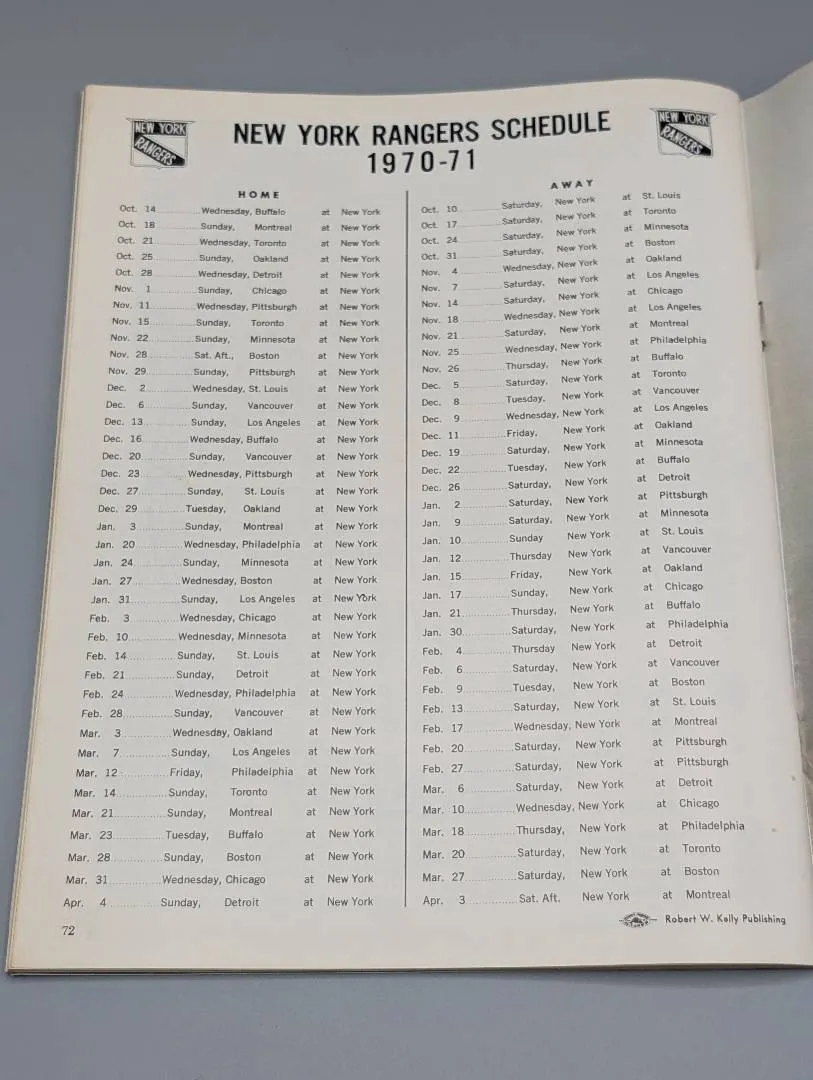 NEW YORK RANGERS
NEW YORK RANGERS SCHEDULE
1970-71
NEW YORK RANGERS
HOME
Oct. 14 Wednesday, Buffalo at New York
Oct. 18 Sunday, Montreal at New York
Oct. 21 Wednesday, Toronto at New York
Oct. 25 Sunday, Oakland at New York
Oct. 28 Wednesday, Detroit at New York
Nov. 1 Sunday, Chicago at New York
Nov. 11 Wednesday, Pittsburgh at New York
Nov. 15 Sunday, Toronto at New York
Nov. 22 Sunday, Minnesota at New York
Nov. 28 Sat. Aft., Boston at New York
Nov. 29 Sunday, Pittsburgh at New York
Dec. 2 Wednesday, St. Louis at New York
Dec. 6 Sunday, Vancouver at New York
Dec. 13 Sunday, Los Angeles at New York
Dec. 16 Wednesday, Buffalo at New York
Dec. 20 Sunday, Vancouver at New York
Dec. 23 Wednesday, Pittsburgh at New York
Dec. 27 Sunday, St. Louis at New York
Dec. 29 Tuesday, Oakland at New York
Jan. 3 Sunday, Montreal at New York
Jan. 20 Wednesday, Philadelphia at New York
Jan. 24 Sunday, Minnesota at New York
Jan. 27 Wednesday, Boston at New York
Jan. 31 Sunday, Los Angeles at New York
Feb. 3 Wednesday, Chicago at New York
Feb. 10 Wednesday, Minnesota at New York
Feb. 14 Sunday, St. Louis at New York
Feb. 21 Sunday, Detroit at New York
Feb. 24 Wednesday, Philadelphia at New York
Feb. 28 Sunday, Vancouver at New York
Mar. 3 Wednesday, Oakland at New York
Mar. 7 Sunday, Los Angeles at New York
Mar. 12 Friday, Philadelphia at New York
Mar. 14 Sunday, Toronto at New York
Mar. 21 Sunday, Montreal at New York
Mar. 23 Tuesday, Buffalo at New York
Mar. 28 Sunday, Boston at New York
Mar. 31 Wednesday, Chicago at New York
Apr. 4 Sunday, Detroit at New York
AWAY
Oct. 10 Saturday, New York at St. Louis
Oct. 17 Saturday, New York at Toronto
Oct. 24 Saturday, New York at Minnesota
Oct. 31 Saturday, New York at Boston
Nov. 4 Wednesday, New York at Oakland
Nov. 7 Saturday, New York at Los Angeles
Nov. 14 Saturday, New York at Chicago
Nov. 18 Wednesday, New York at Los Angeles
Nov. 21 Saturday, New York at Montreal
Nov. 25 Wednesday, New York at Philadelphia
Nov. 26 Thursday, New York at Buffalo
Dec. 5 Saturday, New York at Toronto
Dec. 8 Tuesday, New York at Vancouver
Dec. 9 Wednesday, New York at Los Angeles
Dec. 11 Friday, New York at Oakland
Dec. 19 Saturday, New York at Minnesota
Dec. 22 Tuesday, New York at Buffalo
Dec. 26 Saturday, New York at Detroit
Jan. 2 Saturday, New York at Pittsburgh
Jan. 9 Saturday, New York at Minnesota
Jan. 10 Sunday New York at St. Louis
Jan. 12 Thursday New York at Vancouver
Jan. 15 Friday, New York at Oakland
Jan. 17 Sunday, New York at Chicago
Jan. 21 Thursday, New York at Buffalo
Jan. 30 Saturday, New York at Philadelphia
Feb. 4 Thursday New York at Detroit
Feb. 6 Saturday, New York at Vancouver
Feb. 9 Tuesday, New York at Boston
Feb. 13 Saturday, New York at St. Louis
Feb. 17 Wednesday, New York at Montreal
Feb. 20 Saturday, New York at Pittsburgh
Feb. 27 Saturday, New York at Pittsburgh
Mar. 6 Saturday, New York at Detroit
Mar. 10 Wednesday, New York at Chicago
Mar. 18 Thursday, New York at Philadelphia
Mar. 20 Saturday, New York at Toronto
Mar. 27 Saturday, New York at Boston
Apr. 3 Sat. Aft. New York at Montreal
Robert W. Kelly Publishing
72